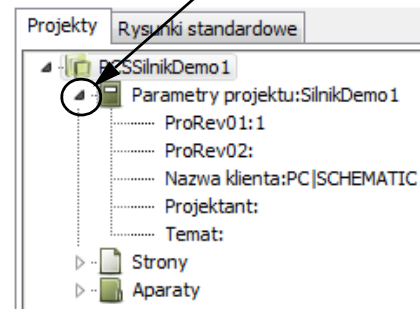 Projekty Rysunki standardowe
PCSSilnikDemo1
Parametry projektu:SilnikDemo1
ProRev01:1
ProRev02:
Nazwa klienta:PC|SCHEMATIC
Projektant:
Temat:
Strony
Aparaty